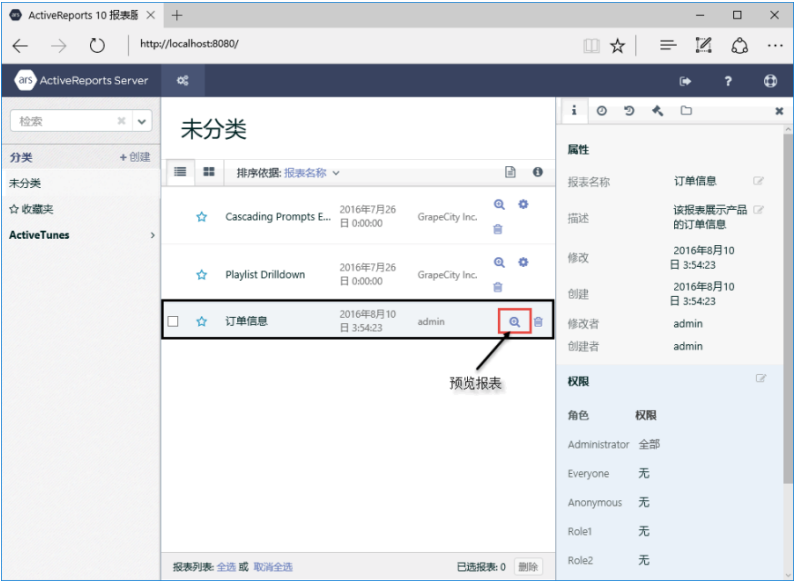 ActiveReports 10 报表服
http://localhost:8080/
ars ActiveReports Server
?
检索
分类 + 创建
未分类
收藏夹
ActiveTunes
未分类
排序依据: 报表名称
Cascading Prompts E... 2016年7月26日 0:00:00 GrapeCity Inc.
Playlist Drilldown 2016年7月26日 0:00:00 GrapeCity Inc.
订单信息 2016年8月10日 3:54:23 admin
预览报表
报表列表: 全选 或 取消全选 已选报表: 0 删除
属性
报表名称 订单信息
描述 该报表展示产品的订单信息
修改 2016年8月10日 3:54:23
创建 2016年8月10日 3:54:23
修改者 admin
创建者 admin
权限
角色 权限
Administrator 全部
Everyone 无
Anonymous 无
Role1 无
Role2 无